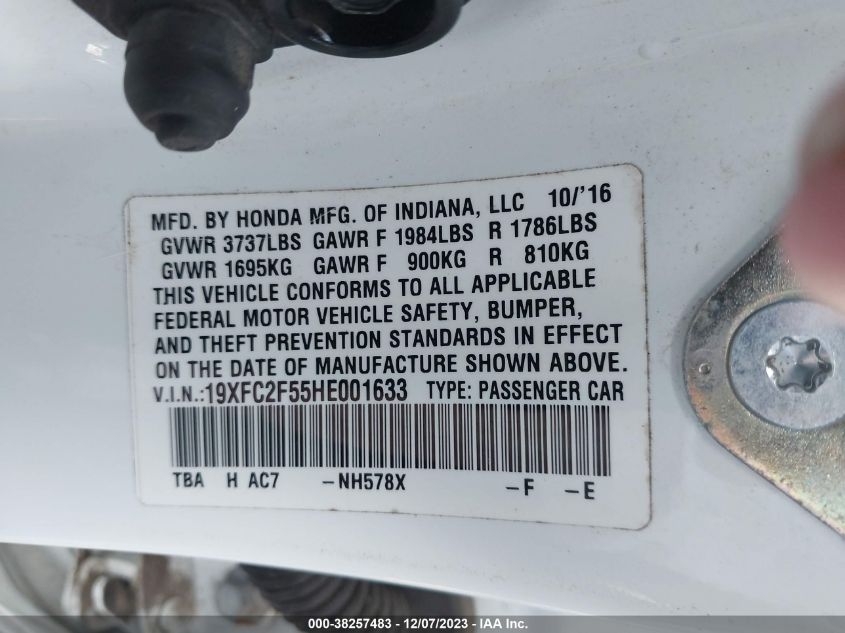 MFD. BY HONDA MFG. OF INDIANA, LLC 10/'16
GVWR 3737LBS GAWR F 1984LBS R 1786LBS
GVWR 1695KG GAWR F 900KG R 810KG
THIS VEHICLE CONFORMS TO ALL APPLICABLE
FEDERAL MOTOR VEHICLE SAFETY, BUMPER,
AND THEFT PREVENTION STANDARDS IN EFFECT
ON THE DATE OF MANUFACTURE SHOWN ABOVE.
V.I.N.:19XFC2F55HE001633 TYPE: PASSENGER CAR
TBA H AC7 -NH578X -F -E
000-38257483 - 12/07/2023 - IAA Inc.